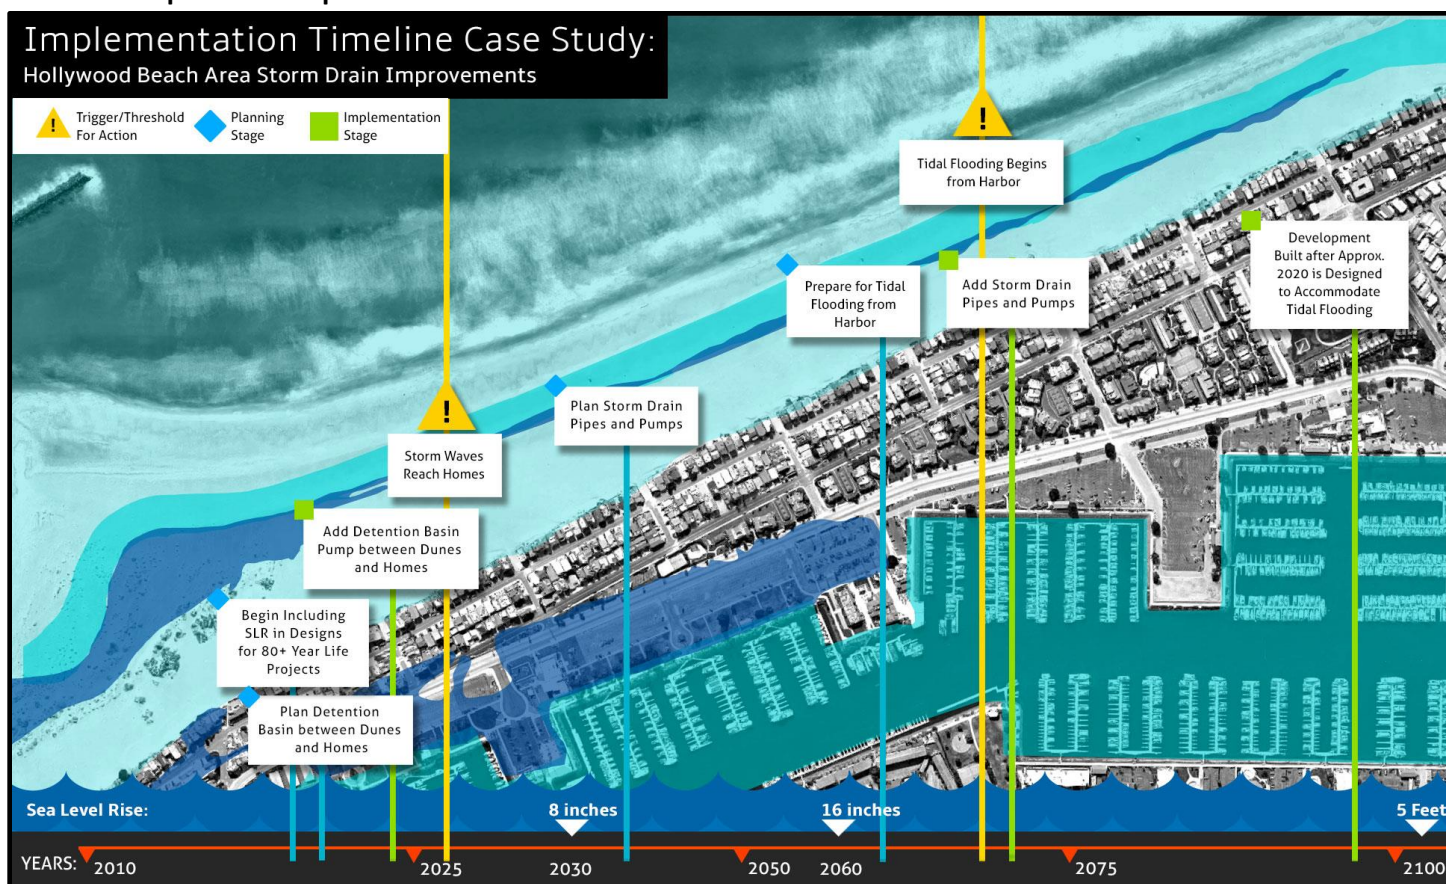 Implementation Timeline Case Study:
Hollywood Beach Area Storm Drain Improvements
! Trigger/Threshold
For Action
Planning
Stage
Implementation
Stage
!
Tidal Flooding Begins
from Harbor
Development
Built after Approx.
2020 is Designed
to Accommodate
Tidal Flooding
Prepare for Tidal
Flooding from
Harbor
Add Storm Drain
Pipes and Pumps
!
Storm Waves
Reach Homes
Plan Storm Drain
Pipes and Pumps
Add Detention Basin
Pump between Dunes
and Homes
Begin Including
SLR in Designs
for 80+ Year Life
Projects
Plan Detention
Basin between Dunes
and Homes
Sea Level Rise: 8 inches 16 inches 5 Feet
YEARS: 2010 2025 2030 2050 2060 2075 2100